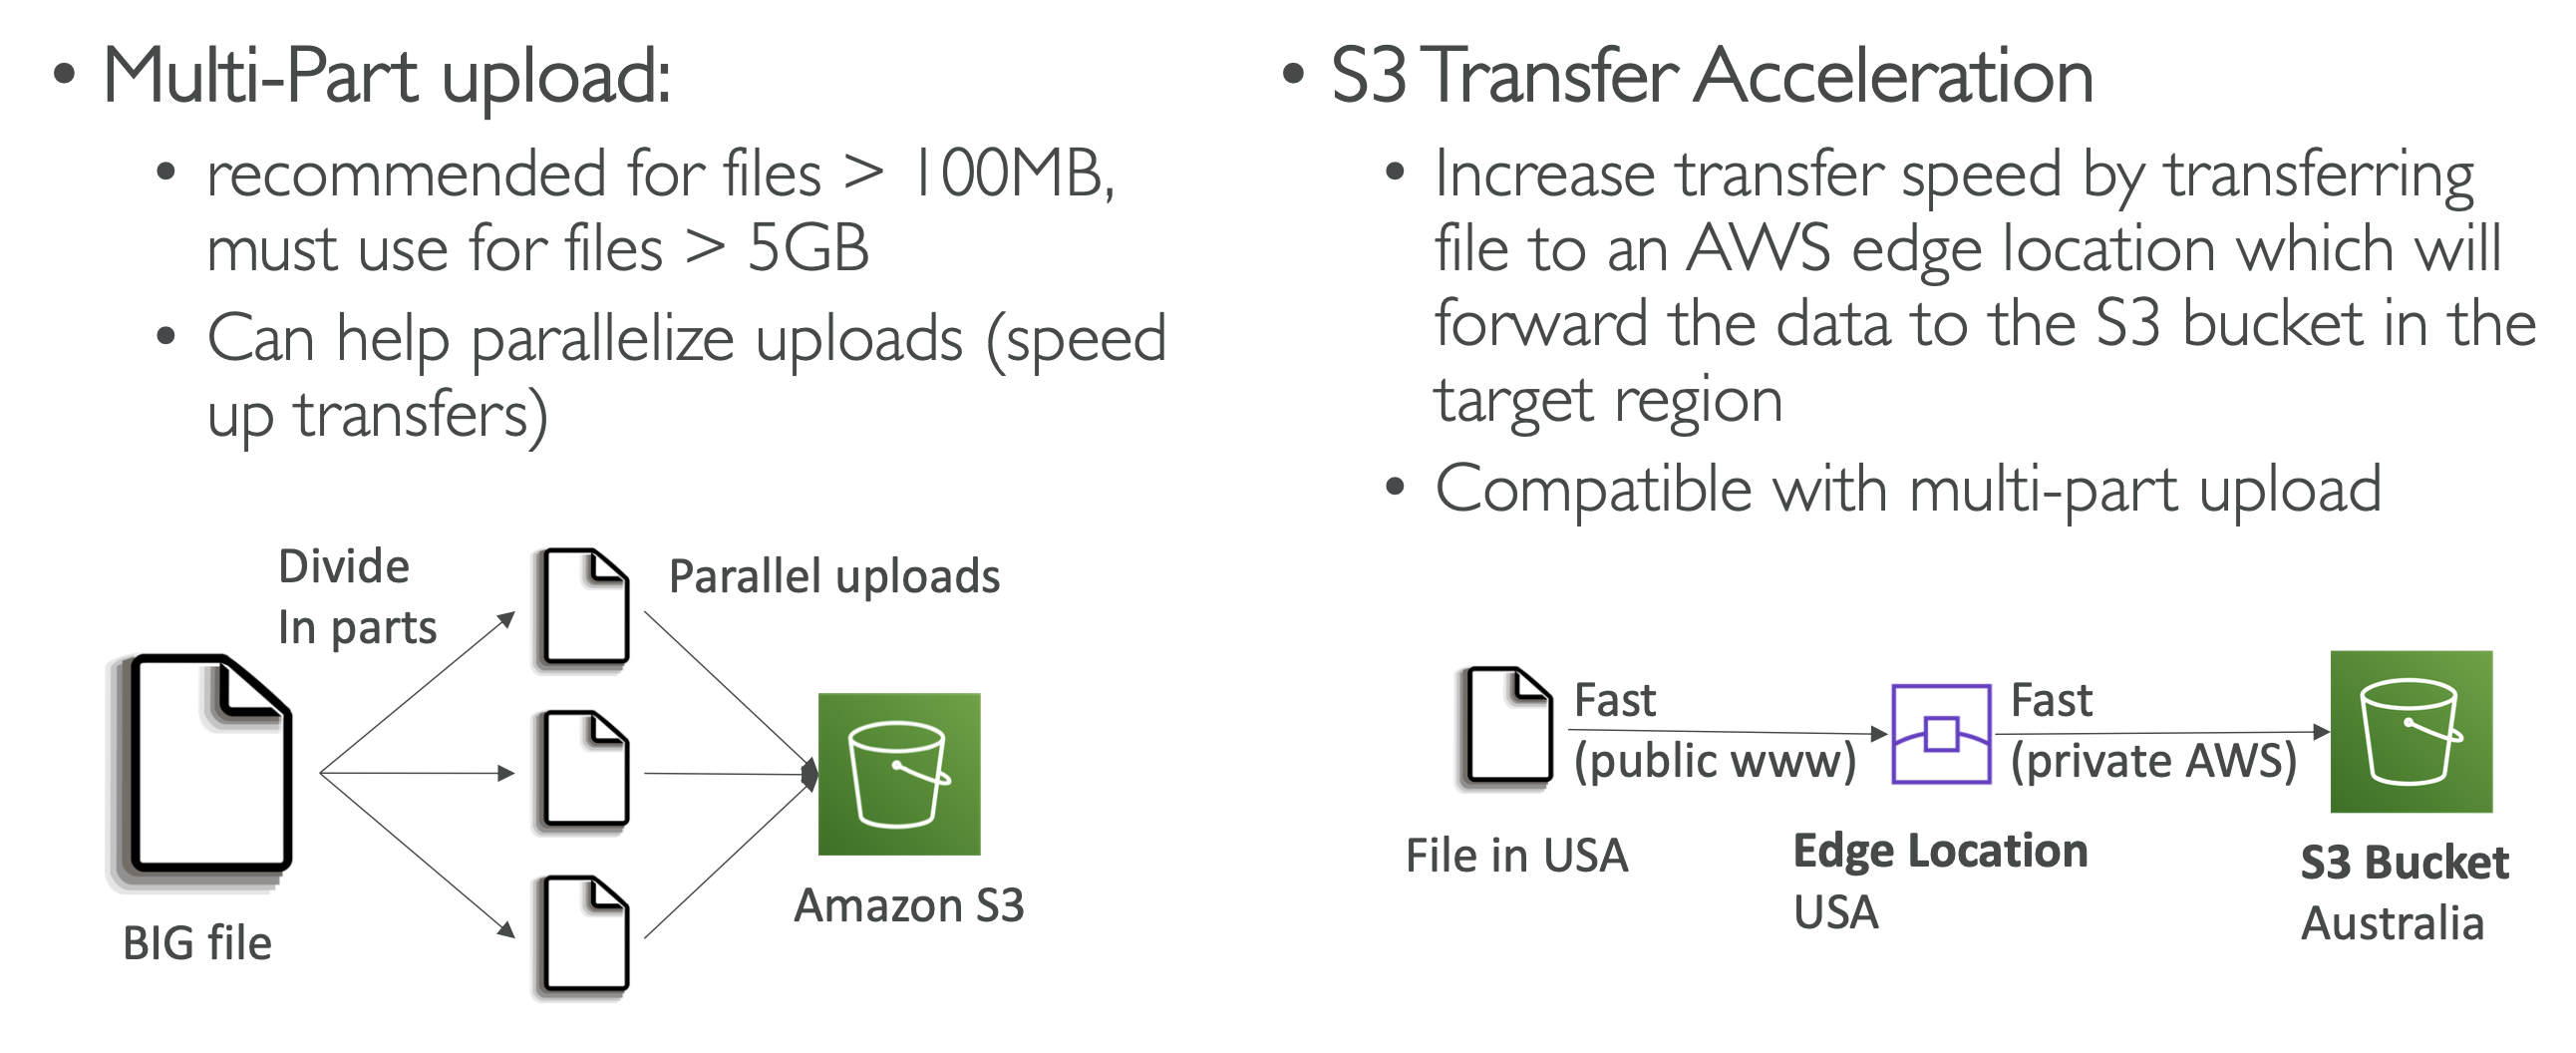 • Multi-Part upload:
• recommended for files > 100MB,
must use for files > 5GB
• Can help parallelize uploads (speed
up transfers)
Divide
In parts
Parallel uploads
BIG file
Amazon S3
• S3 Transfer Acceleration
• Increase transfer speed by transferring
file to an AWS edge location which will
forward the data to the S3 bucket in the
target region
• Compatible with multi-part upload
Fast
(public www)
Fast
(private AWS)
File in USA
Edge Location
USA
S3 Bucket
Australia